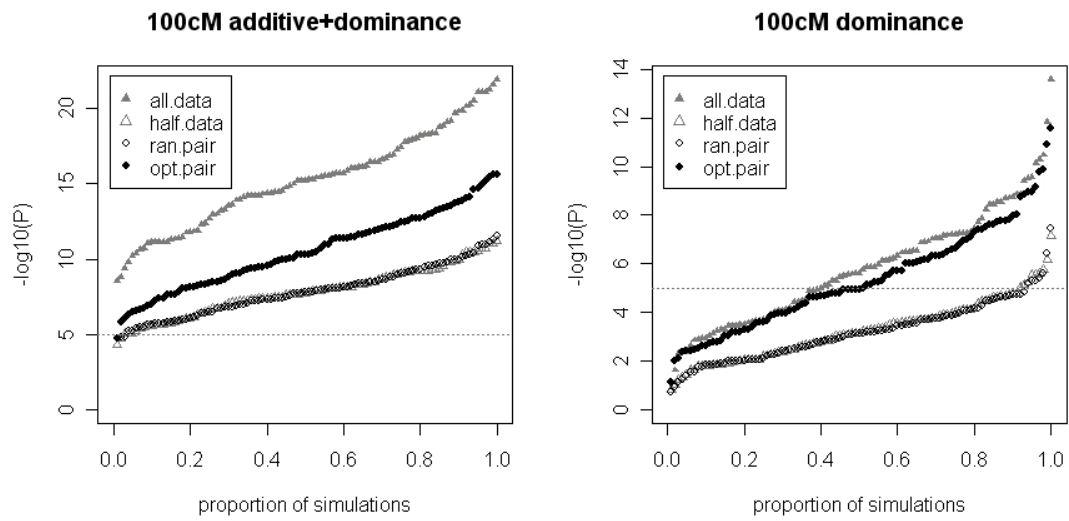 100cM additive+dominance
all.data
half.data
ran.pair
opt.pair
-log10(P)
0
5
10
15
20
0.0 0.2 0.4 0.6 0.8 1.0
proportion of simulations
100cM dominance
all.data
half.data
ran.pair
opt.pair
-log10(P)
0
2
4
6
8
10
12
14
0.0 0.2 0.4 0.6 0.8 1.0
proportion of simulations